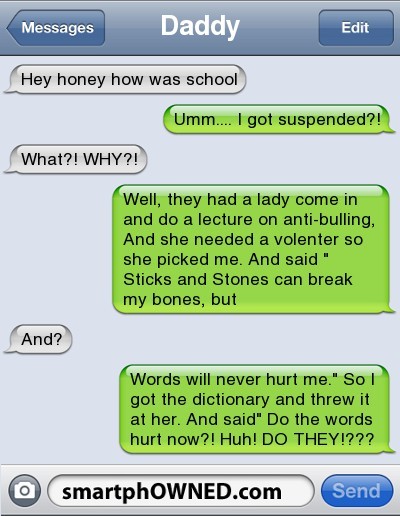 Messages
Daddy
Edit
Hey honey how was school
Umm.... I got suspended?!
What?! WHY?!
Well, they had a lady come in
and do a lecture on anti-bulling,
And she needed a volenter so
she picked me. And said "
Sticks and Stones can break
my bones, but
And?
Words will never hurt me." So I
got the dictionary and threw it
at her. And said" Do the words
hurt now?! Huh! DO THEY!???
smartphOWNED.com
Send